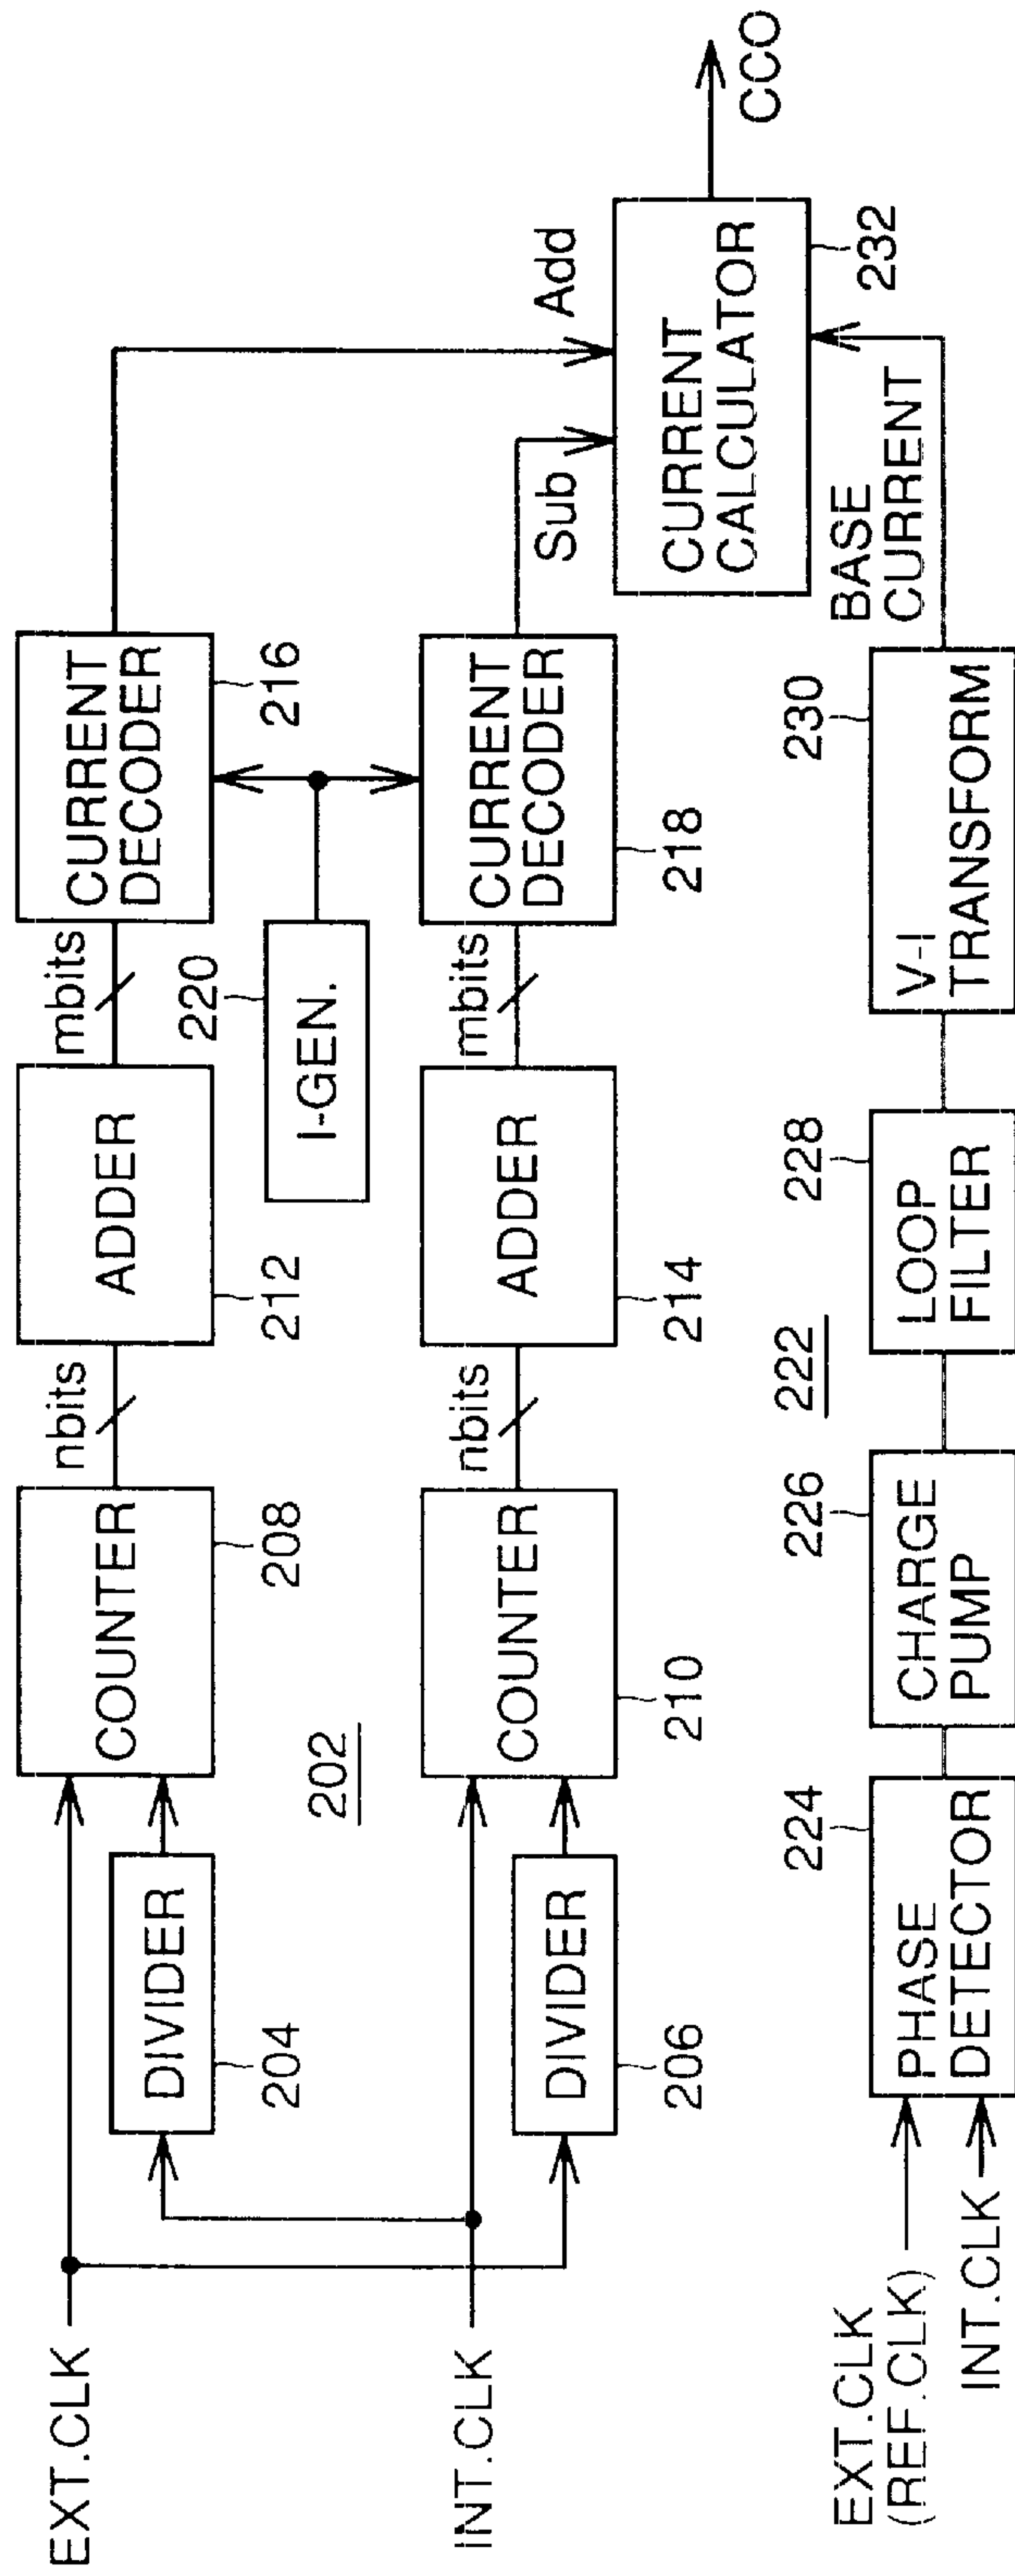 EXT.CLK
DIVIDER
204
COUNTER
208
nbits
ADDER
212
mbits
CURRENT
DECODER
216
220
I-GEN.
202
INT.CLK
DIVIDER
206
COUNTER
210
nbits
ADDER
214
mbits
CURRENT
DECODER
218
Sub
Add
CURRENT
CALCULATOR
232
CCO
222
EXT.CLK
(REF.CLK)
INT.CLK
224
PHASE
DETECTOR
226
CHARGE
PUMP
228
LOOP
FILTER
230
V-I
TRANSFORM
BASE
CURRENT